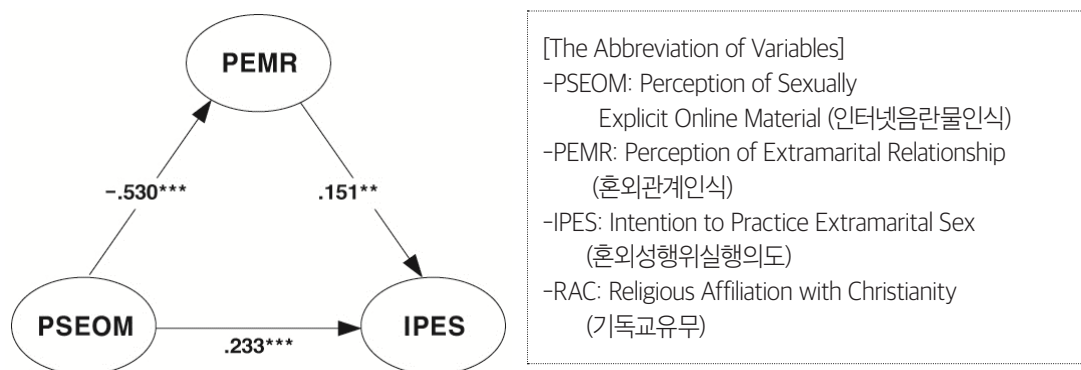 PEMR
-.530***
.151**
PSEOM
IPES
.233***
[The Abbreviation of Variables]
-PSEOM: Perception of Sexually
Explicit Online Material (인터넷음란물인식)
-PEMR: Perception of Extramarital Relationship
(혼외관계인식)
-IPES: Intention to Practice Extramarital Sex
(혼외성행위실행의도)
-RAC: Religious Affiliation with Christianity
(기독교유무)